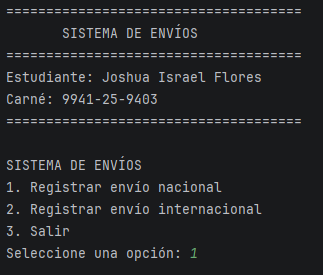 =====================================
SISTEMA DE ENVÍOS
=====================================
Estudiante: Joshua Israel Flores
Carné: 9941-25-9403
=====================================
SISTEMA DE ENVÍOS
1. Registrar envío nacional
2. Registrar envío internacional
3. Salir
Seleccione una opción: 1